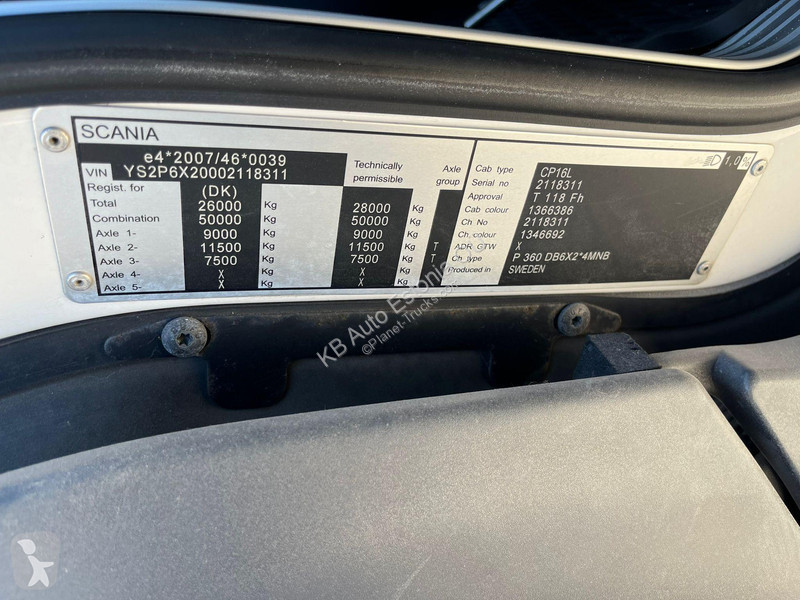 SCANIA
e4*2007/46*0039
VIN YS2P6X20002118311
Technically permissible
Axle group
Regist. for (DK)
Total 26000 Kg 28000 Kg
Combination 50000 Kg 50000 Kg
Axle 1- 9000 Kg 9000 Kg
Axle 2- 11500 Kg 11500 Kg T
Axle 3- 7500 Kg 7500 Kg T
Axle 4- X Kg X
Axle 5- X Kg X
1,0%
Cab type CP16L
Serial no 2118311
Approval T 118 Fh
Cab colour 1366386
Ch. No 2118311
Ch. colour 1346692
ADR GTW X
Ch. type P 360 DB6X2*4MNB
Produced in SWEDEN
KB Auto Estonia
©Planet-Trucks.com